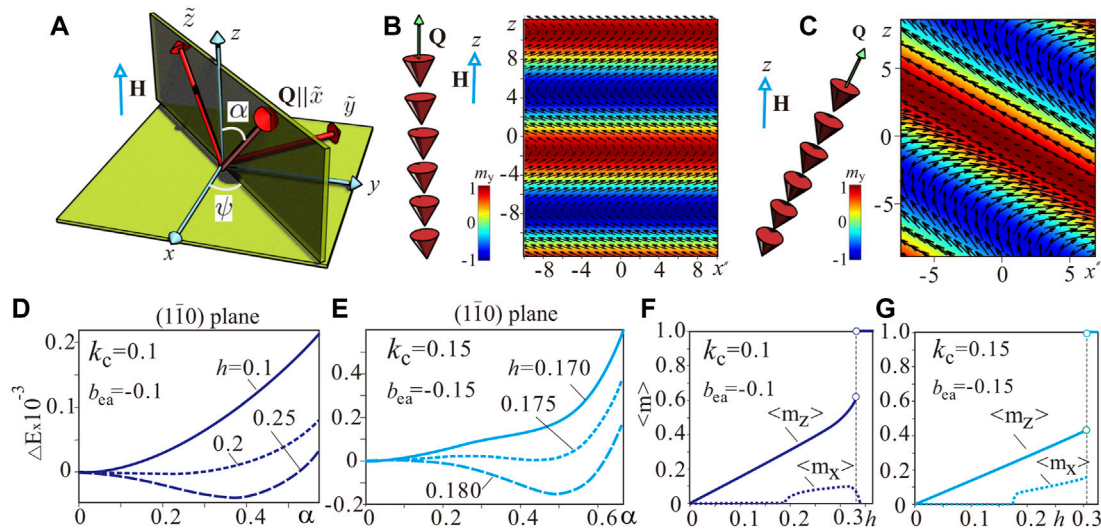 A
z̃
z
H
α
Q||x̃
ỹ
y
ψ
x
B
Q
z
H
m_y
1
0
-1
z
12
8
4
0
-4
-8
-8
-4
0
4
8
x″
C
Q
z
H
m_y
1
0
-1
z
5
0
-5
-5
0
5
x″
D
(11̄0) plane
k_c=0.1
b_ea=-0.1
h=0.1
0.25
0.2
ΔE×10⁻³
0.2
0.1
0
0
0.2
0.4
α
E
(11̄0) plane
k_c=0.15
b_ea=-0.15
h=0.170
0.175
0.180
0.4
0.2
0
-0.2
0
0.2
0.4
0.6
α
F
k_c=0.1
b_ea=-0.1
<m_z>
<m_x>
<m>
1.0
0.8
0.6
0.4
0.2
0
0
0.1
0.2
0.3
h
G
k_c=0.15
b_ea=-0.15
<m_z>
<m_x>
1.0
0.8
0.6
0.4
0.2
0
0
0.1
0.2
0.3
h